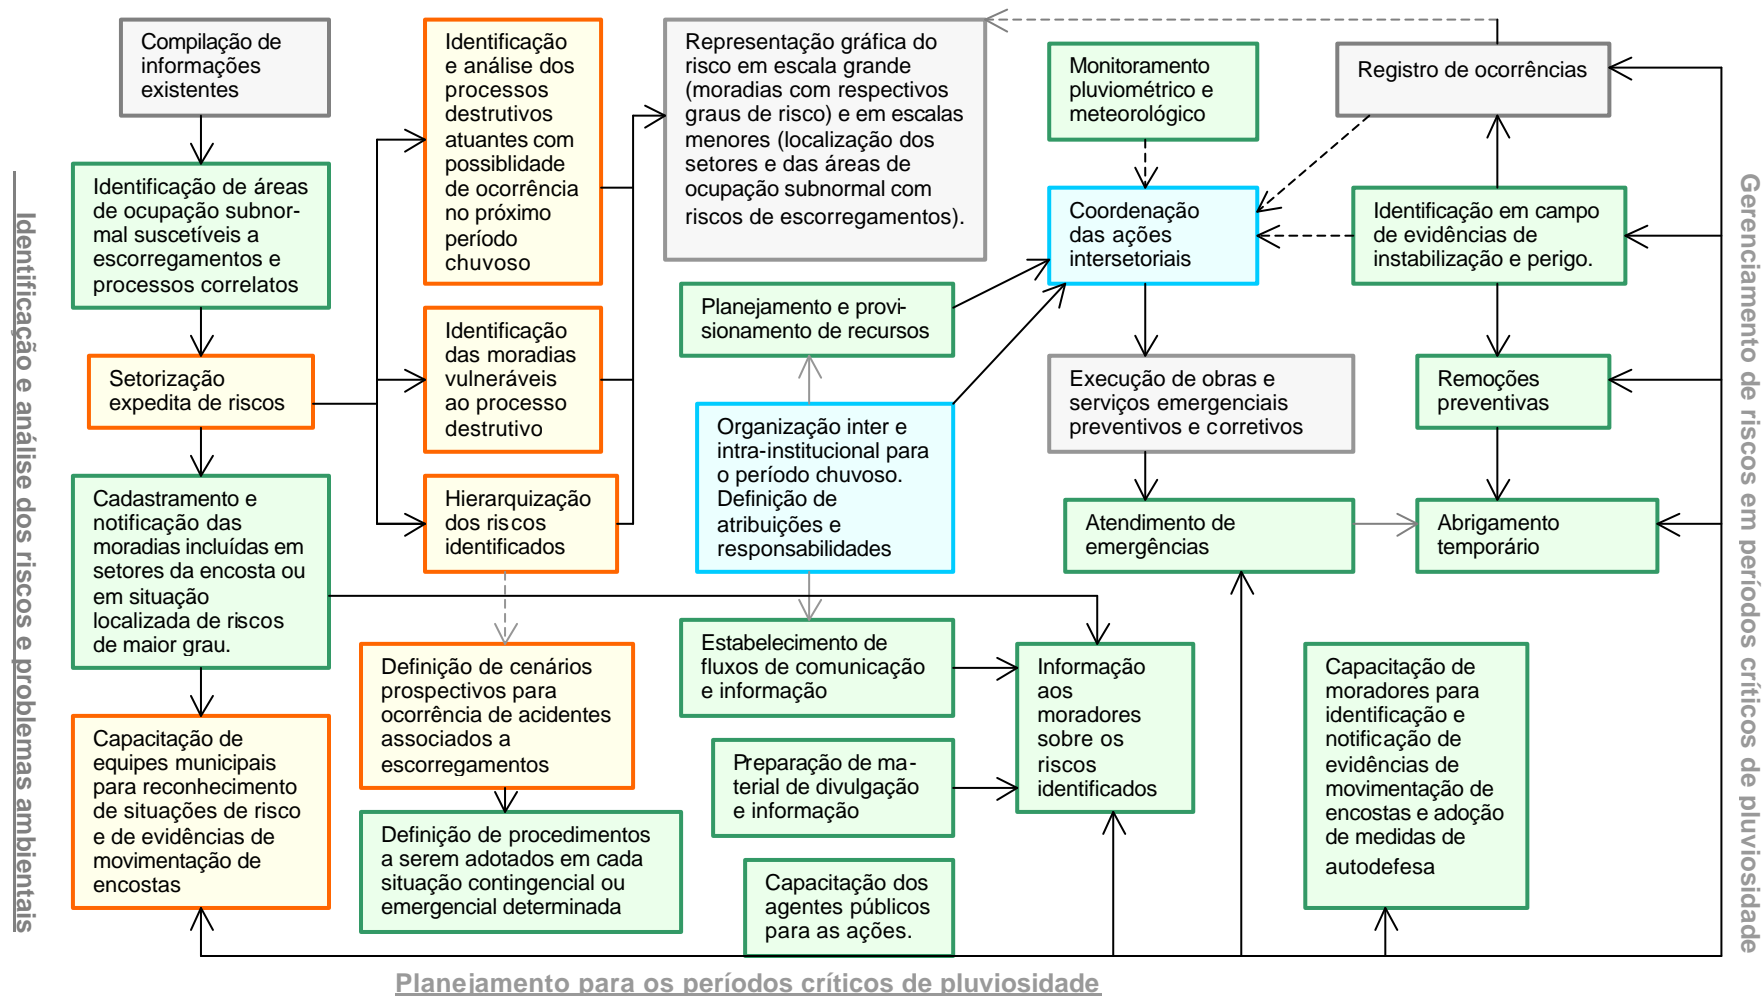 Compilação de
informações
existentes
Identificação de áreas
de ocupação subnor-
mal suscetíveis a
escorregamentos e
processos correlatos
Setorização
expedita de riscos
Cadastramento e
notificação das
moradias incluídas em
setores da encosta ou
em situação
localizada de riscos
de maior grau.
Capacitação de
equipes municipais
para reconhecimento
de situações de risco
e de evidências de
movimentação de
encostas
Identificação
e análise dos
processos
destrutivos
atuantes com
possiblidade
de ocorrência
no próximo
período
chuvoso
Identificação
das moradias
vulneráveis
ao processo
destrutivo
Hierarquização
dos riscos
identificados
Definição de cenários
prospectivos para
ocorrência de acidentes
associados a
escorregamentos
Definição de procedimentos
a serem adotados em cada
situação contingencial ou
emergencial determinada
Representação gráfica do
risco em escala grande
(moradias com respectivos
graus de risco) e em escalas
menores (localização dos
setores e das áreas de
ocupação subnormal com
riscos de escorregamentos).
Planejamento e provi-
sionamento de recursos
Organização inter e
intra-institucional para
o período chuvoso.
Definição de
atribuições e
responsabilidades
Estabelecimento de
fluxos de comunicação
e informação
Preparação de ma-
terial de divulgação
e informação
Capacitação dos
agentes públicos
para as ações.
Monitoramento
pluviométrico e
meteorológico
Coordenação
das ações
intersetoriais
Execução de obras e
serviços emergenciais
preventivos e corretivos
Atendimento de
emergências
Informação
aos
moradores
sobre os
riscos
identificados
Registro de ocorrências
Identificação em campo
de evidências de
instabilização e perigo.
Remoções
preventivas
Abrigamento
temporário
Capacitação de
moradores para
identificação e
notificação de
evidências de
movimentação de
encostas e adoção
de medidas de
autodefesa
Identificação e análise dos riscos e problemas ambientais
Planejamento para os períodos críticos de pluviosidade
Gerenciamento de riscos em períodos críticos de pluviosidade